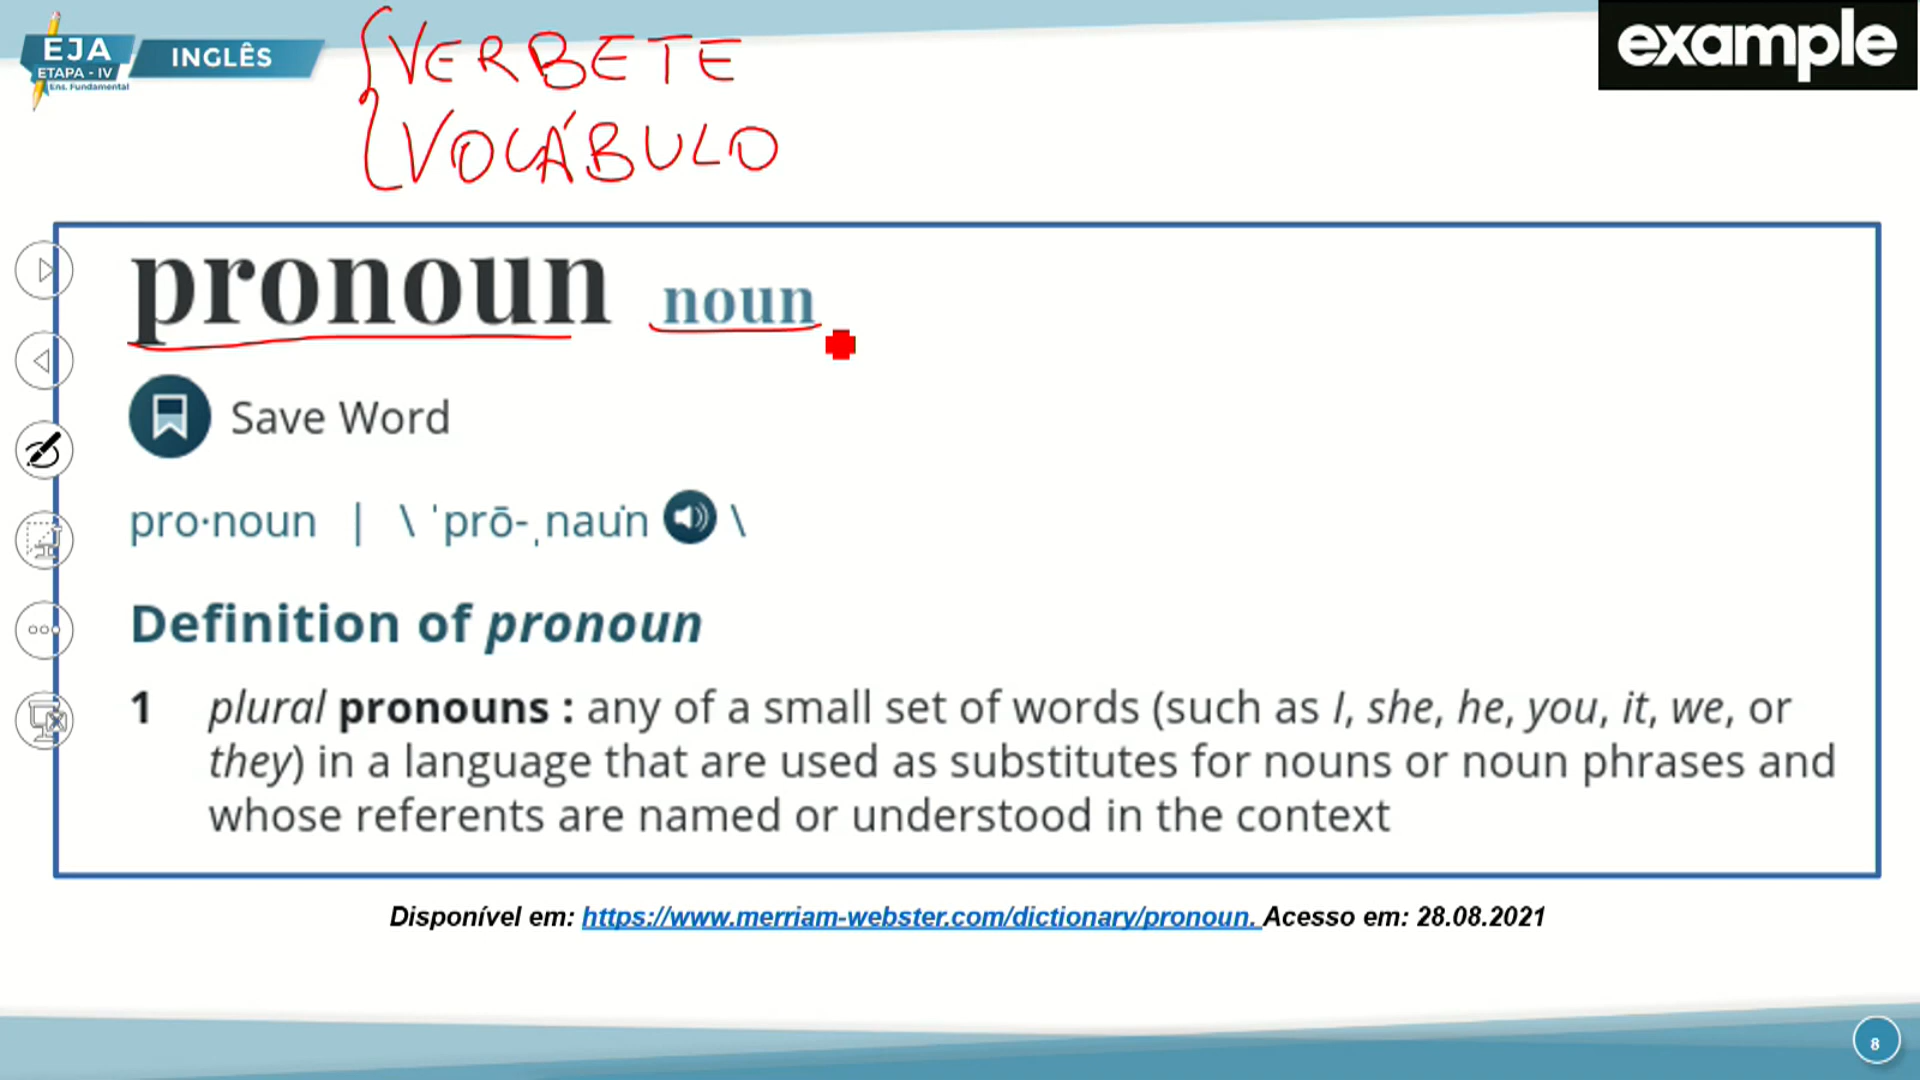 EJA
ETAPA - IV
Ens. Fundamental
INGLÊS
VERBETE
VOCÁBULO
example
pronoun noun
Save Word
pro·noun | \ ˈprō-ˌnau̇n \
Definition of pronoun
1 plural pronouns : any of a small set of words (such as I, she, he, you, it, we, or
they) in a language that are used as substitutes for nouns or noun phrases and
whose referents are named or understood in the context
Disponível em: https://www.merriam-webster.com/dictionary/pronoun. Acesso em: 28.08.2021
8